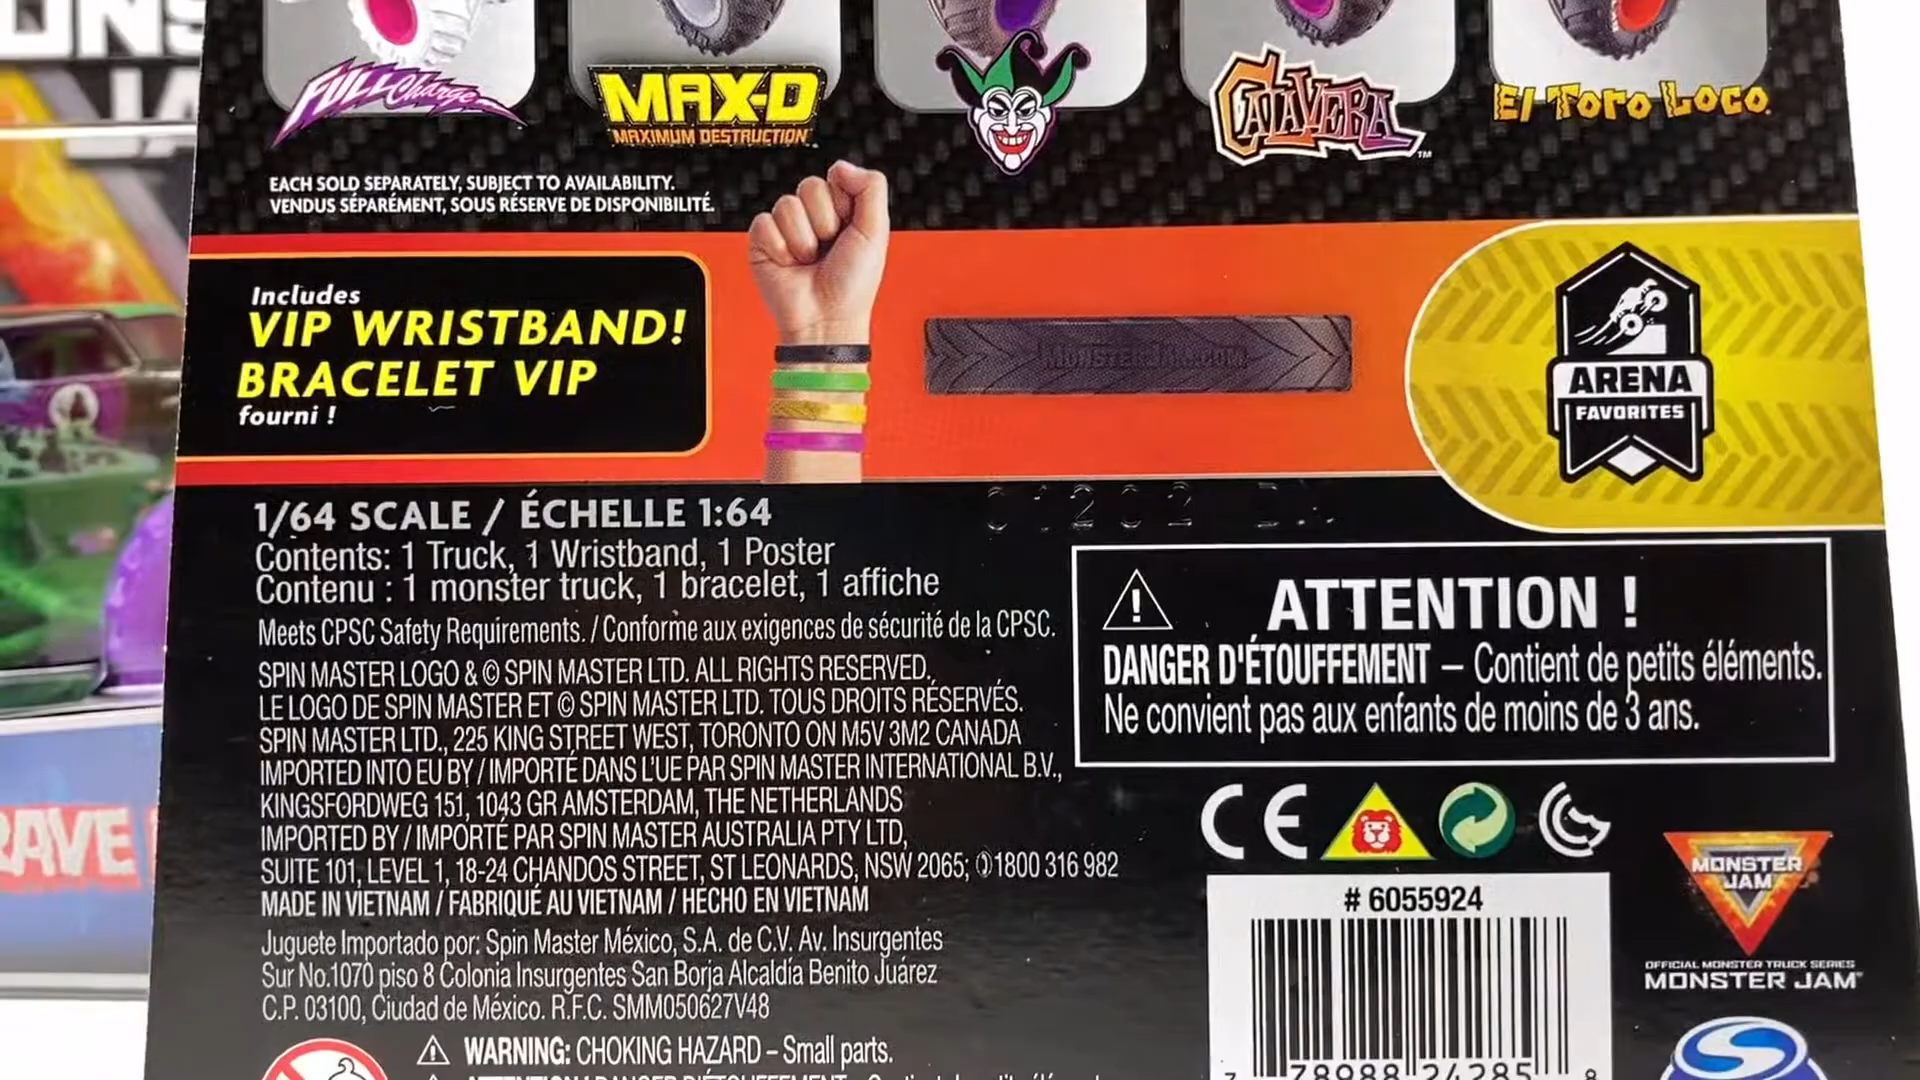 FULL Charge
MAX-D
MAXIMUM DESTRUCTION
CALAVERA
™
El Toro Loco
EACH SOLD SEPARATELY, SUBJECT TO AVAILABILITY.
VENDUS SÉPARÉMENT, SOUS RÉSERVE DE DISPONIBILITÉ.
Includes
VIP WRISTBAND!
BRACELET VIP
fourni !
MONSTERJAM.COM
ARENA
FAVORITES
1/64 SCALE / ÉCHELLE 1:64
Contents: 1 Truck, 1 Wristband, 1 Poster
Contenu : 1 monster truck, 1 bracelet, 1 affiche
Meets CPSC Safety Requirements. / Conforme aux exigences de sécurité de la CPSC.
SPIN MASTER LOGO & © SPIN MASTER LTD. ALL RIGHTS RESERVED.
LE LOGO DE SPIN MASTER ET © SPIN MASTER LTD. TOUS DROITS RÉSERVÉS.
SPIN MASTER LTD., 225 KING STREET WEST, TORONTO ON M5V 3M2 CANADA
IMPORTED INTO EU BY / IMPORTÉ DANS L'UE PAR SPIN MASTER INTERNATIONAL B.V.,
KINGSFORDWEG 151, 1043 GR AMSTERDAM, THE NETHERLANDS
IMPORTED BY / IMPORTÉ PAR SPIN MASTER AUSTRALIA PTY LTD,
SUITE 101, LEVEL 1, 18-24 CHANDOS STREET, ST LEONARDS, NSW 2065; 1800 316 982
MADE IN VIETNAM / FABRIQUÉ AU VIETNAM / HECHO EN VIETNAM
Juguete Importado por: Spin Master México, S.A. de C.V. Av. Insurgentes
Sur No.1070 piso 8 Colonia Insurgentes San Borja Alcaldía Benito Juárez
C.P. 03100, Ciudad de México. R.F.C. SMM050627V48
WARNING: CHOKING HAZARD – Small parts.
ATTENTION !
DANGER D'ÉTOUFFEMENT – Contient de petits éléments.
Ne convient pas aux enfants de moins de 3 ans.
CE
# 6055924
7 78988 24285 8
MONSTER
JAM
OFFICIAL MONSTER TRUCK SERIES
MONSTER JAM